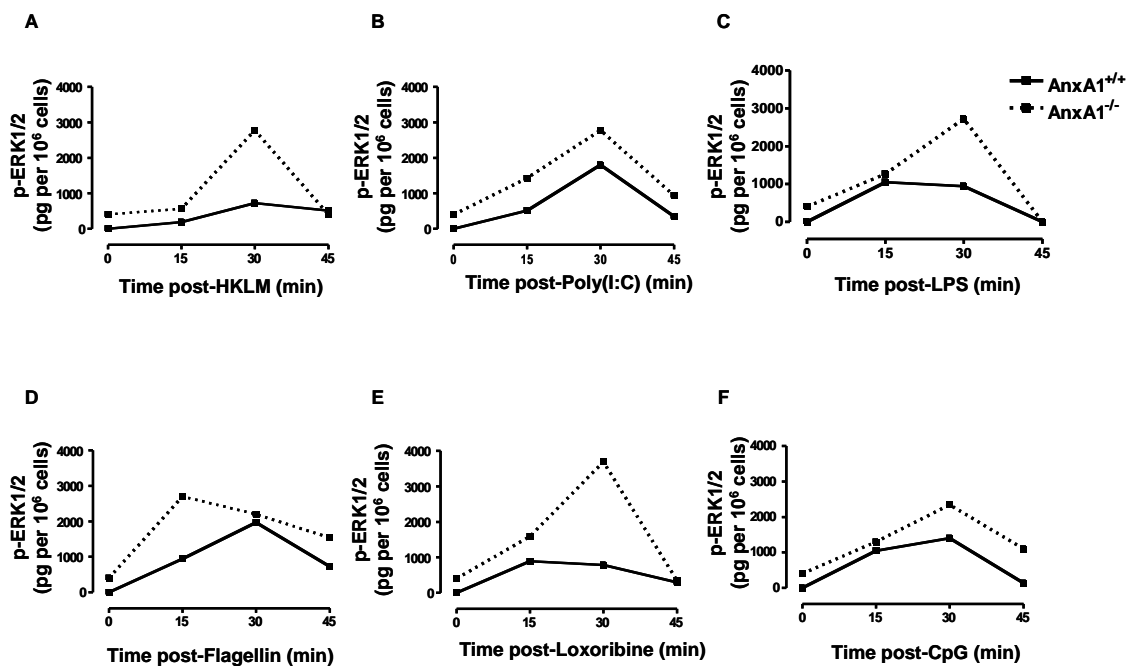 A
p-ERK1/2
(pg per 10⁶ cells)
4000
3000
2000
1000
0
0 15 30 45
Time post-HKLM (min)
B
p-ERK1/2
(pg per 10⁶ cells)
4000
3000
2000
1000
0
0 15 30 45
Time post-Poly(I:C) (min)
C
p-ERK1/2
(pg per 10⁶ cells)
4000
3000
2000
1000
0
0 15 30 45
Time post-LPS (min)
AnxA1⁺/⁺
AnxA1⁻/⁻
D
p-ERK1/2
(pg per 10⁶ cells)
4000
3000
2000
1000
0
0 15 30 45
Time post-Flagellin (min)
E
p-ERK1/2
(pg per 10⁶ cells)
4000
3000
2000
1000
0
0 15 30 45
Time post-Loxoribine (min)
F
p-ERK1/2
(pg per 10⁶ cells)
4000
3000
2000
1000
0
0 15 30 45
Time post-CpG (min)